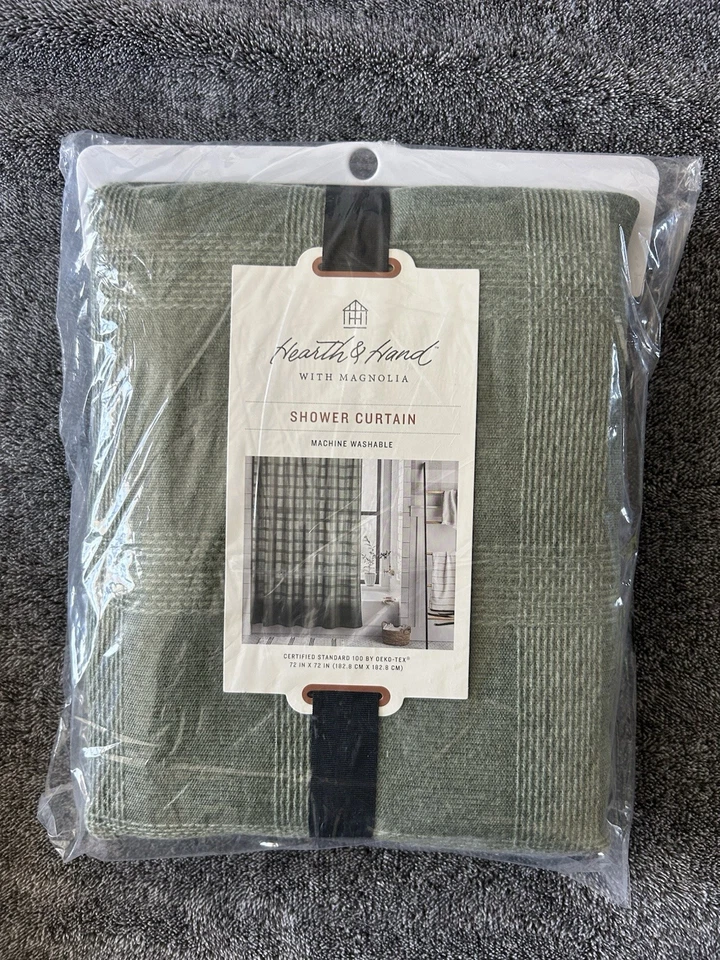 Hearth & Hand™
WITH MAGNOLIA
SHOWER CURTAIN
MACHINE WASHABLE
CERTIFIED STANDARD 100 BY OEKO-TEX®
72 IN X 72 IN (182.8 CM X 182.8 CM)